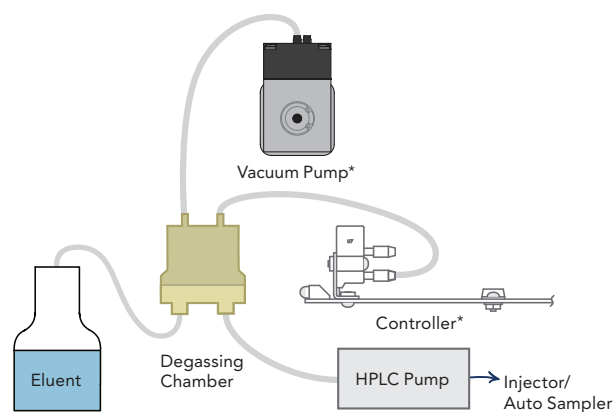 Vacuum Pump*
Controller*
Degassing
Chamber
Eluent
HPLC Pump
Injector/
Auto Sampler